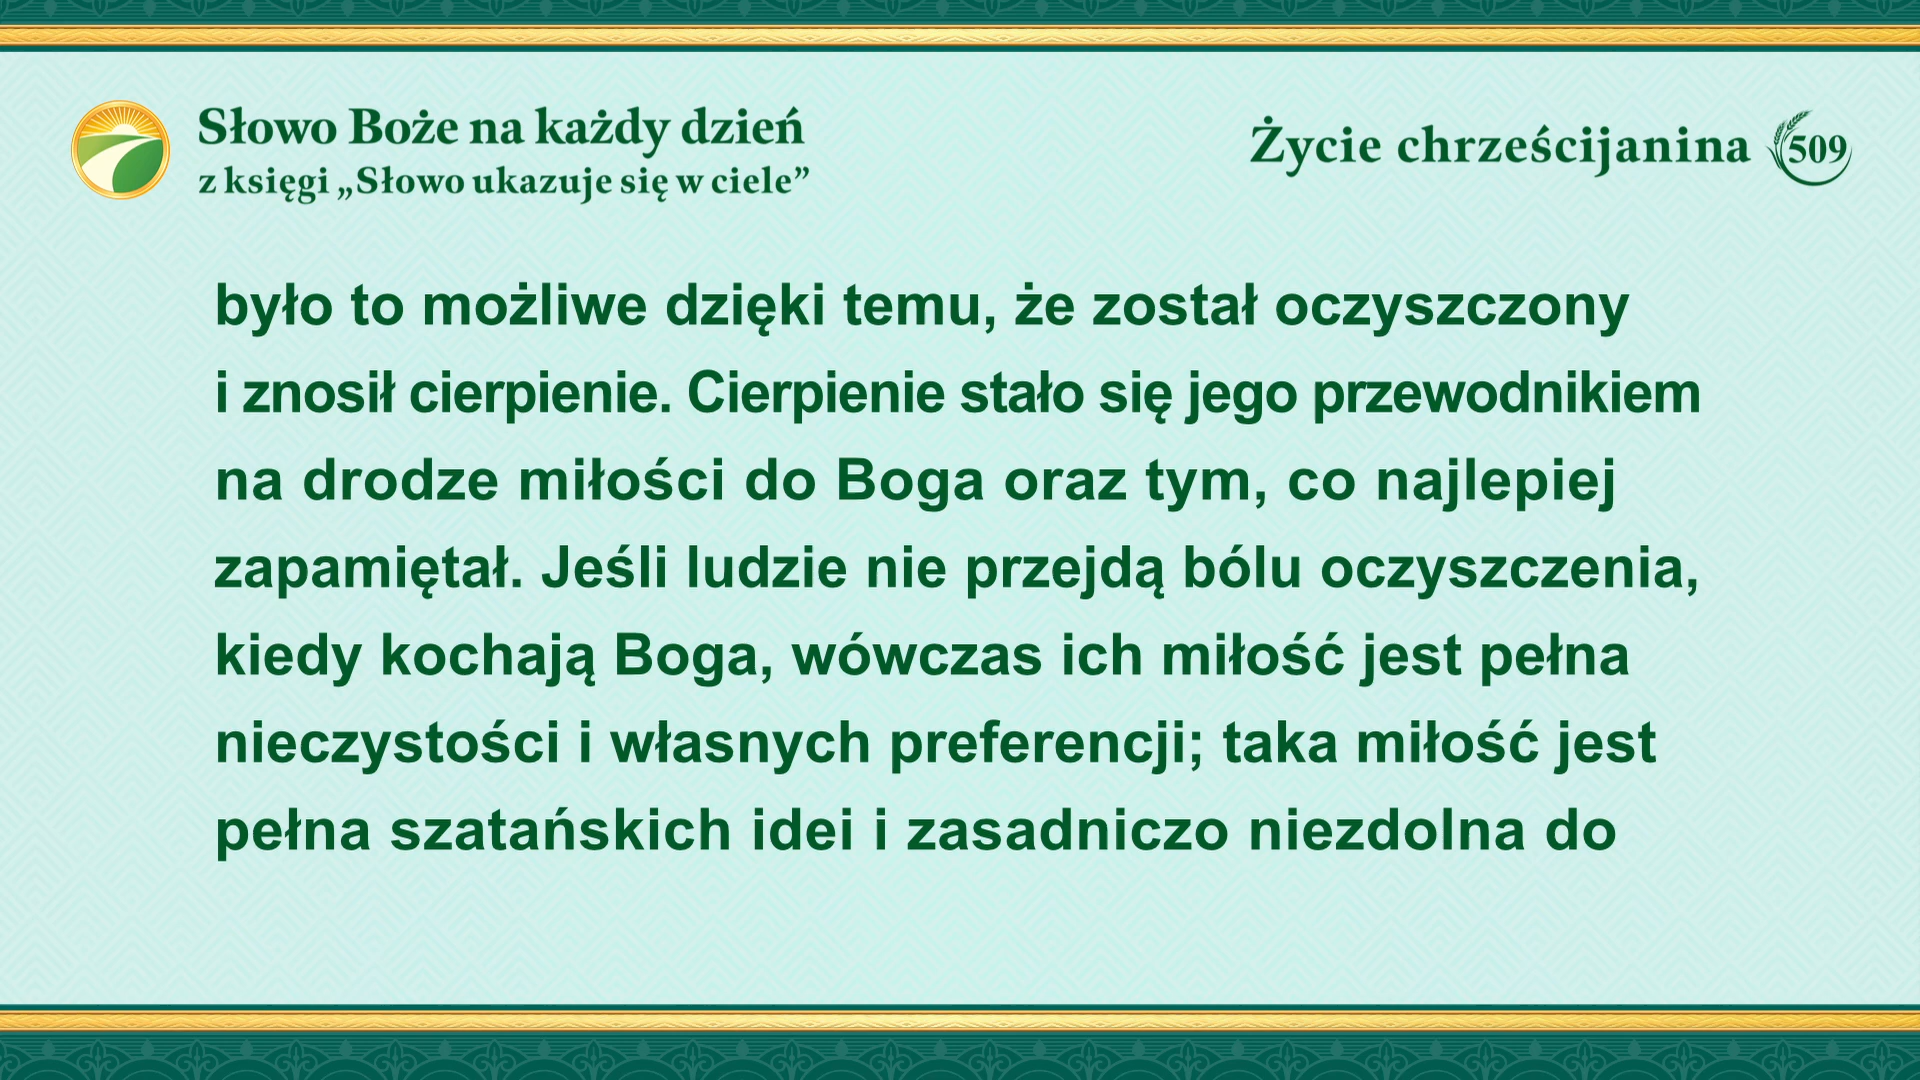 Słowo Boże na każdy dzień
z księgi „Słowo ukazuje się w ciele”
Życie chrześcijanina 509
było to możliwe dzięki temu, że został oczyszczony
i znosił cierpienie. Cierpienie stało się jego przewodnikiem
na drodze miłości do Boga oraz tym, co najlepiej
zapamiętał. Jeśli ludzie nie przejdą bólu oczyszczenia,
kiedy kochają Boga, wówczas ich miłość jest pełna
nieczystości i własnych preferencji; taka miłość jest
pełna szatańskich idei i zasadniczo niezdolna do